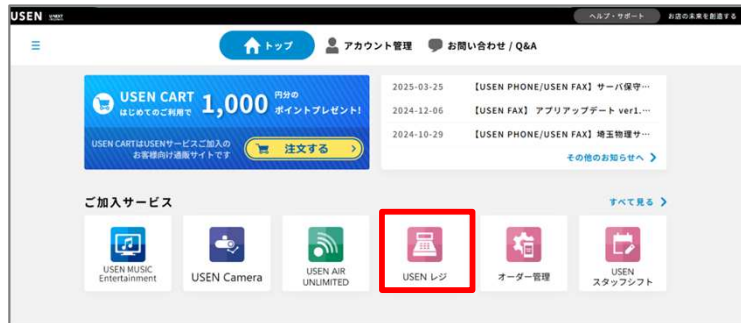 USEN U-NEXT
ヘルプ・サポート
お店の未来を創造する
トップ
アカウント管理
お問い合わせ / Q&A
USEN CART
はじめてのご利用で
1,000
円分の
ポイントプレゼント!
USEN CARTはUSENサービスご加入の
お客様向け通販サイトです
注文する
2025-03-25 【USEN PHONE/USEN FAX】サーバ保守…
2024-12-06 【USEN FAX】 アプリアップデート ver1.…
2024-10-29 【USEN PHONE/USEN FAX】埼玉物理サ…
その他のお知らせへ
ご加入サービス
すべて見る
USEN MUSIC
Entertainment
USEN Camera
USEN AIR
UNLIMITED
USEN レジ
オーダー管理
USEN
スタッフシフト